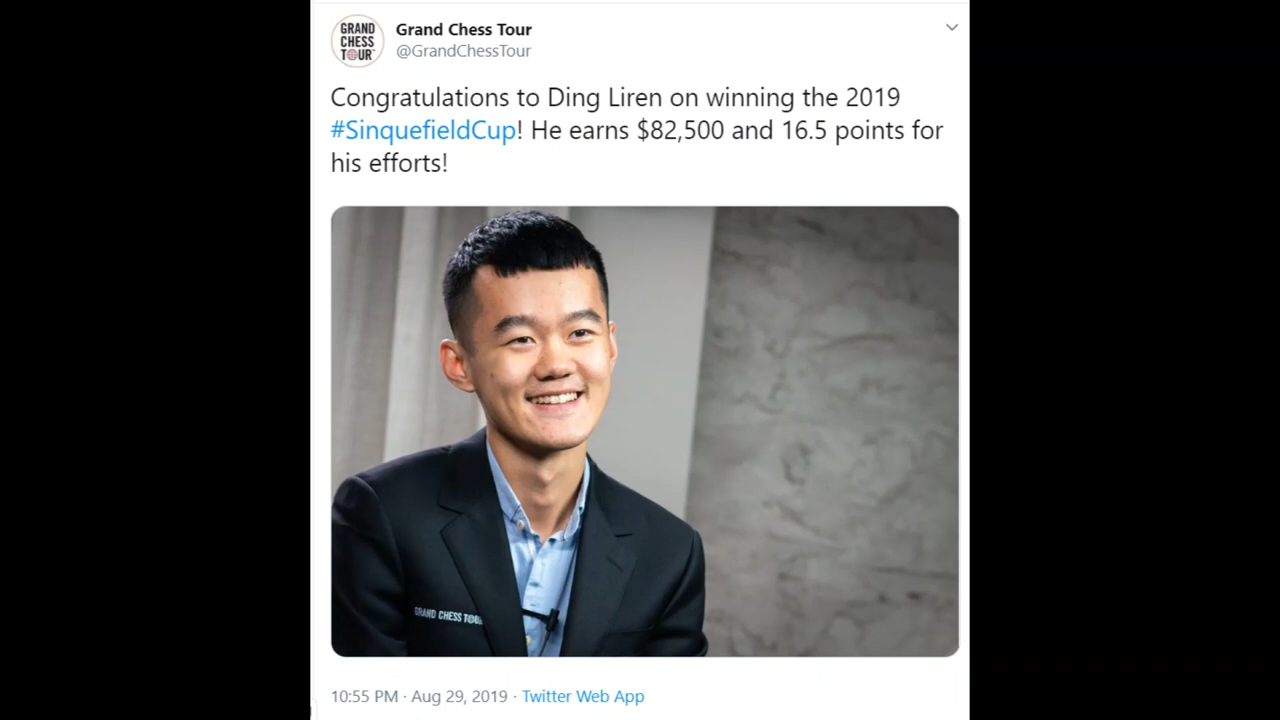 GRAND
CHESS
TOUR
Grand Chess Tour
@GrandChessTour
Congratulations to Ding Liren on winning the 2019
#SinquefieldCup! He earns $82,500 and 16.5 points for
his efforts!
GRAND CHESS TOUR
10:55 PM · Aug 29, 2019 · Twitter Web App